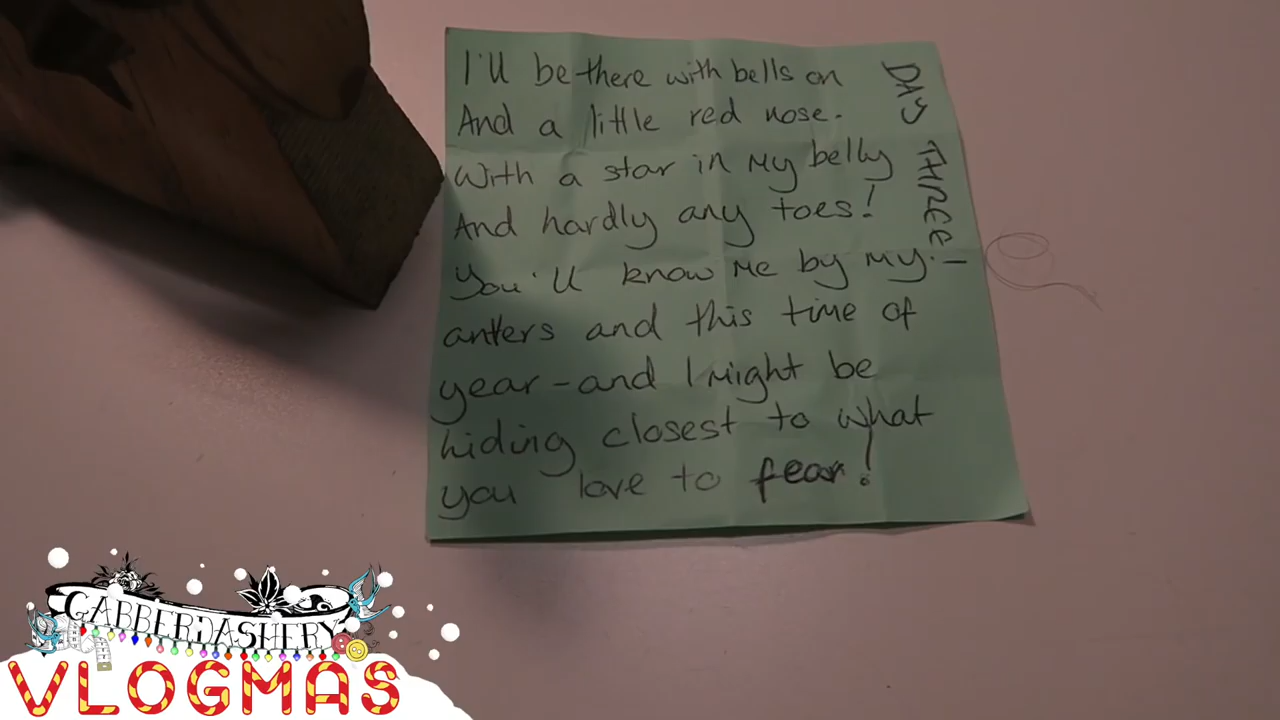 I'll be there with bells on
And a little red nose.
With a star in my belly
And hardly any toes!
You'll know me by my
antlers and this time of
year - and I might be
hiding closest to what
you love to fear!
DAY THREE!
GABBERDASHERY
VLOGMAS